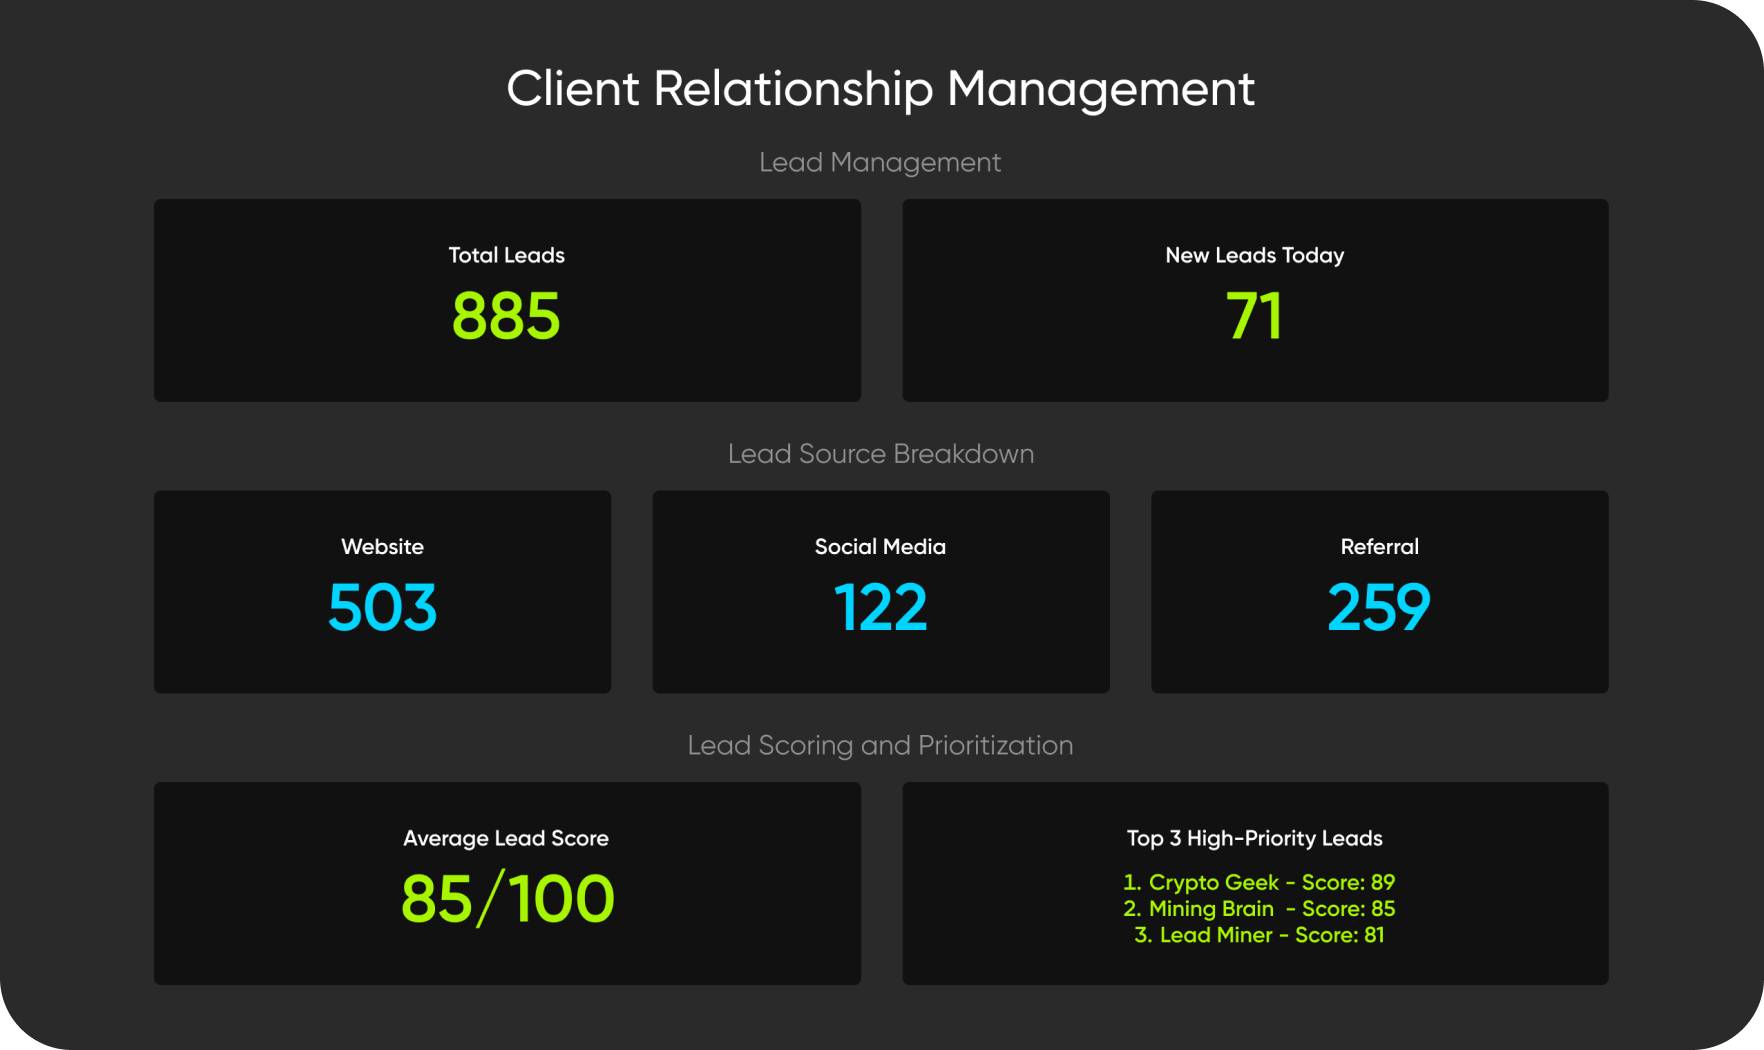 Client Relationship Management
Lead Management
Total Leads
885
New Leads Today
71
Lead Source Breakdown
Website
503
Social Media
122
Referral
259
Lead Scoring and Prioritization
Average Lead Score
85/100
Top 3 High-Priority Leads
1. Crypto Geek - Score: 89
2. Mining Brain - Score: 85
3. Lead Miner - Score: 81